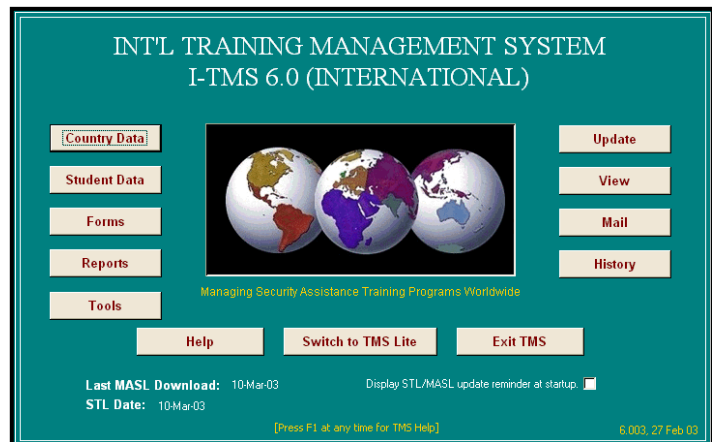 INT'L TRAINING MANAGEMENT SYSTEM
I-TMS 6.0 (INTERNATIONAL)
Country Data
Student Data
Forms
Reports
Tools
Update
View
Mail
History
Managing Security Assistance Training Programs Worldwide
Help
Switch to TMS Lite
Exit TMS
Last MASL Download: 10-Mar-03
Display STL/MASL update reminder at startup.
STL Date: 10-Mar-03
[Press F1 at any time for TMS Help]
6.003, 27 Feb 03